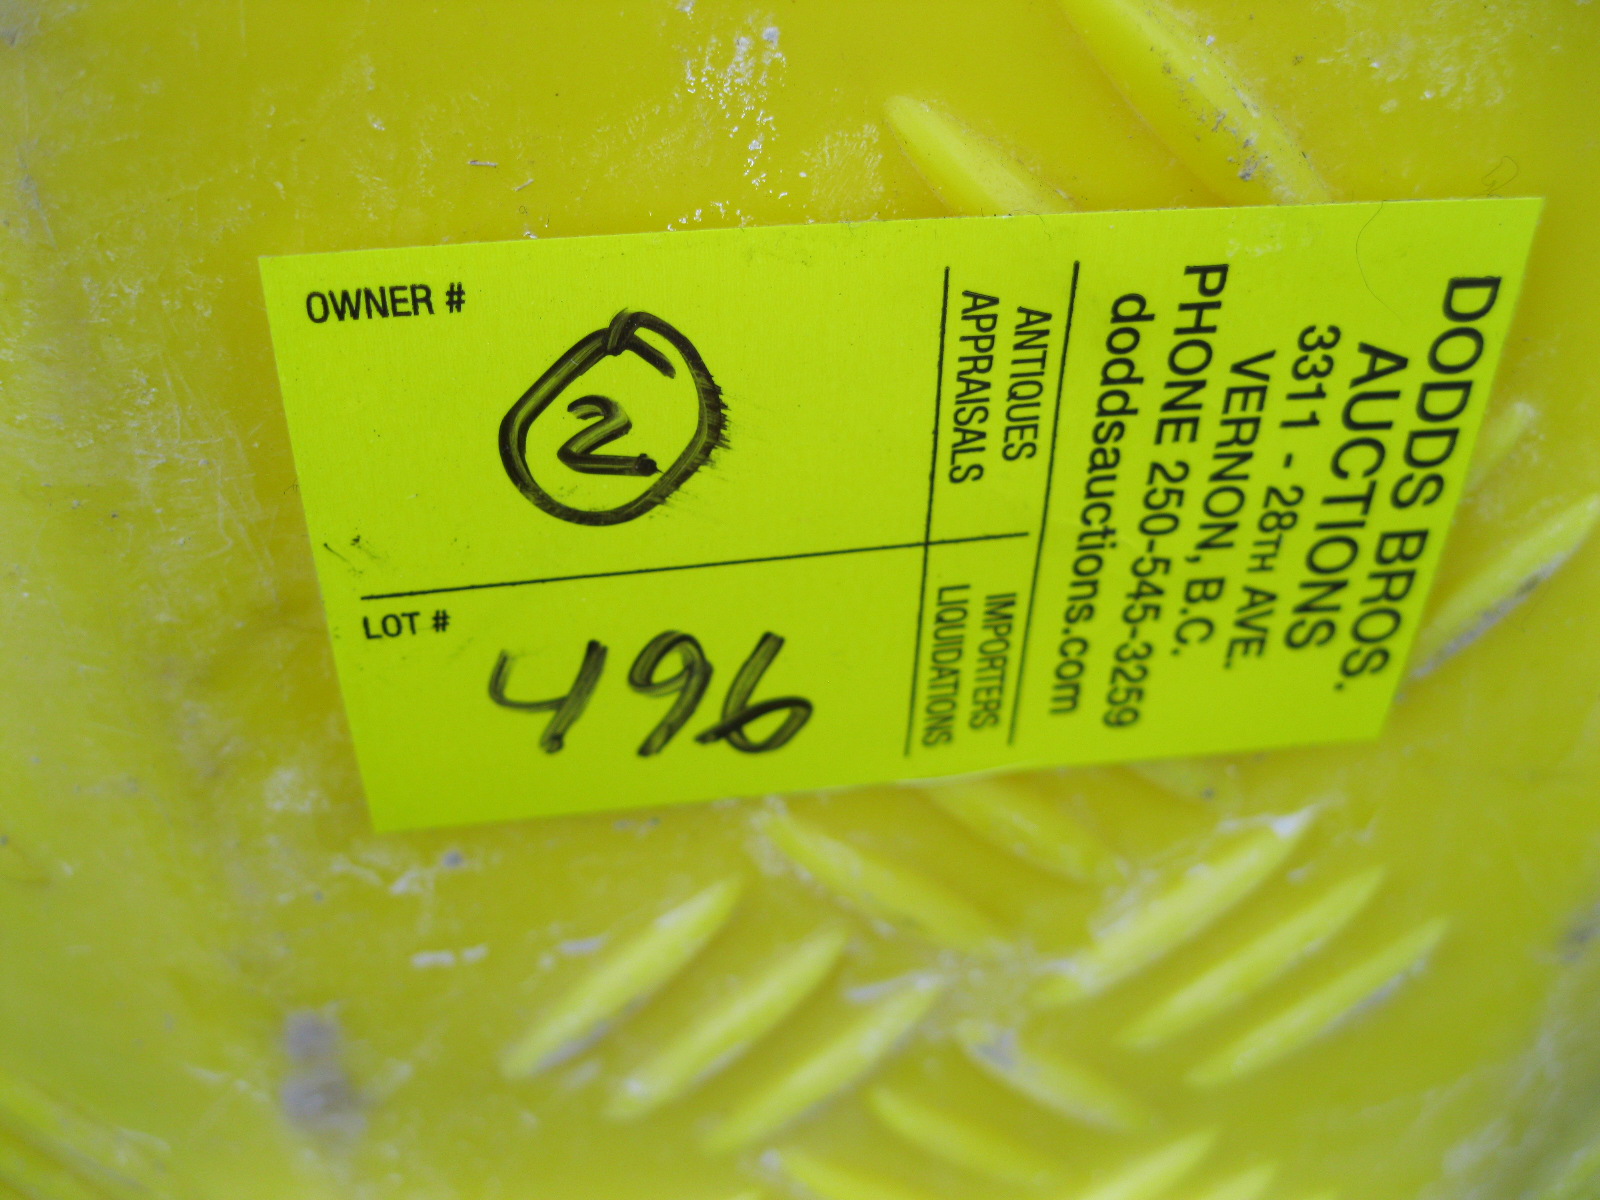 DODDS BROS.
AUCTIONS
3311 - 28TH AVE.
VERNON, B.C.
PHONE 250-545-3259
doddsauctions.com
ANTIQUES
APPRAISALS
IMPORTERS
LIQUIDATIONS
OWNER #
2
LOT #
496